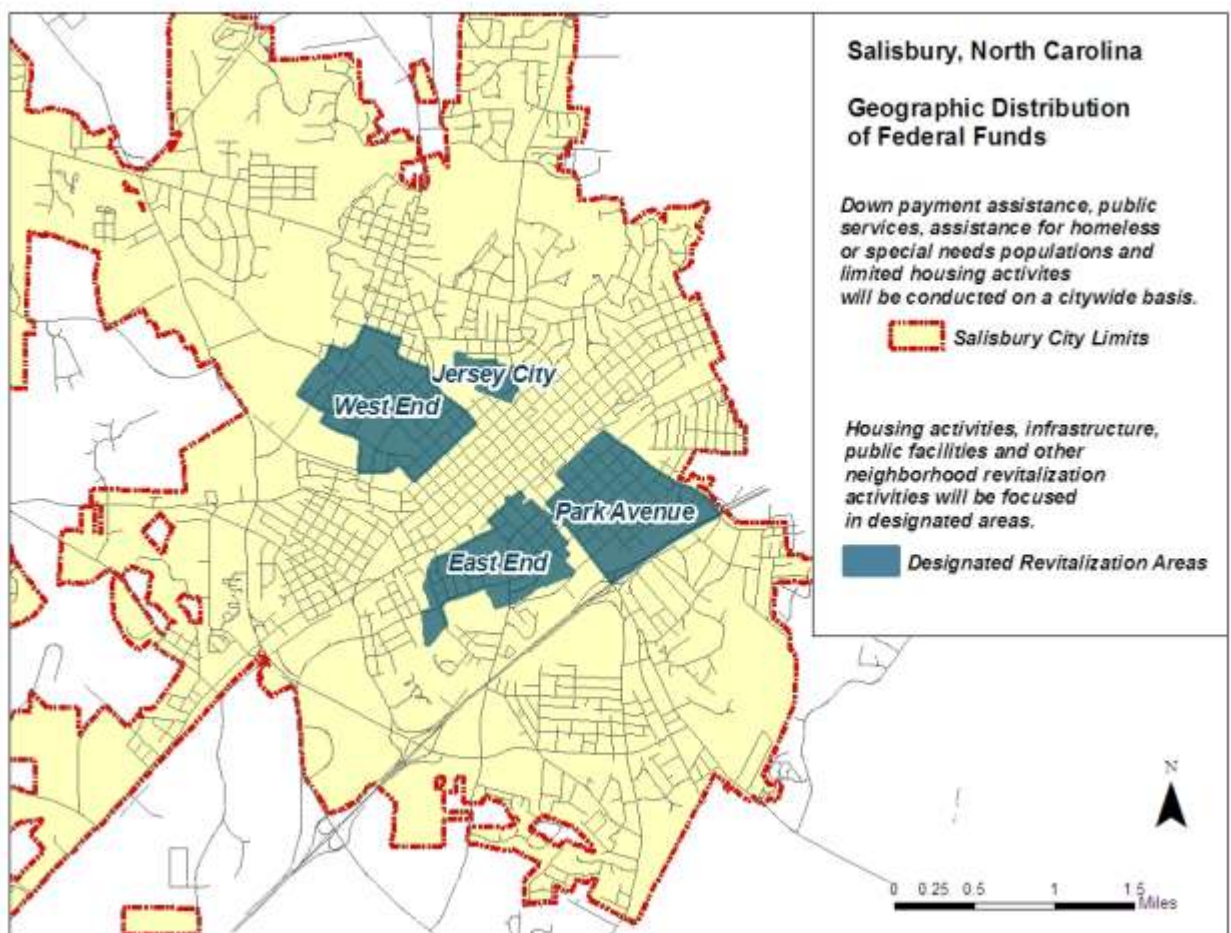 Salisbury, North Carolina
Geographic Distribution
of Federal Funds
Down payment assistance, public
services, assistance for homeless
or special needs populations and
limited housing activites
will be conducted on a citywide basis.
Salisbury City Limits
Housing activities, infrastructure,
public facilities and other
neighborhood revitalization
activities will be focused
in designated areas.
Designated Revitalization Areas
Jersey City
West End
Park Avenue
East End
N
0 0.25 0.5 1 1.5
Miles